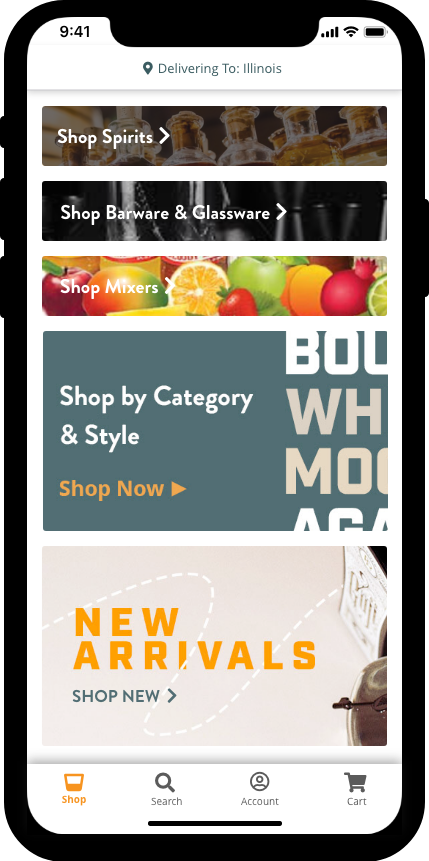 9:41
Delivering To: Illinois
Shop Spirits
Shop Barware & Glassware
Shop Mixers
Shop by Category
& Style
Shop Now ►
BOU
WH
MOO
AGA
NEW
ARRIVALS
SHOP NEW
Shop
Search
Account
Cart